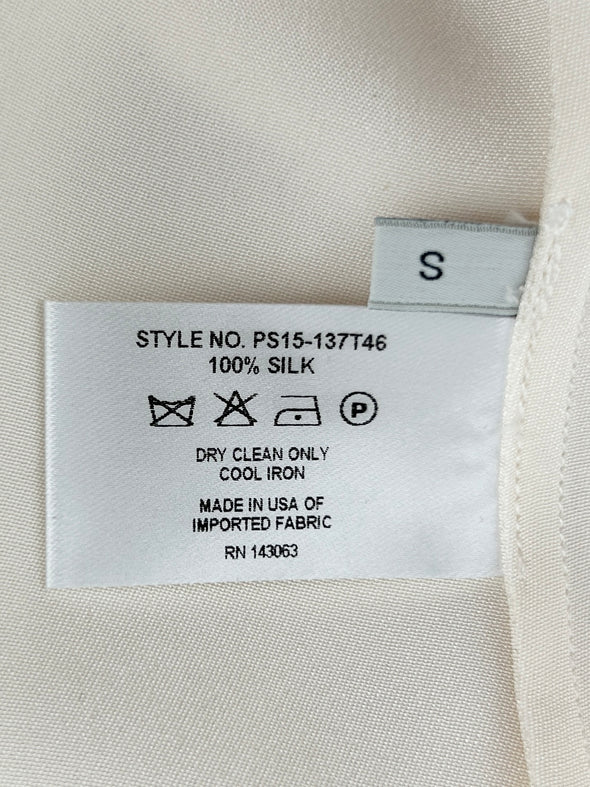 S
STYLE NO. PS15-137T46
100% SILK
P
DRY CLEAN ONLY
COOL IRON
MADE IN USA OF
IMPORTED FABRIC
RN 143063